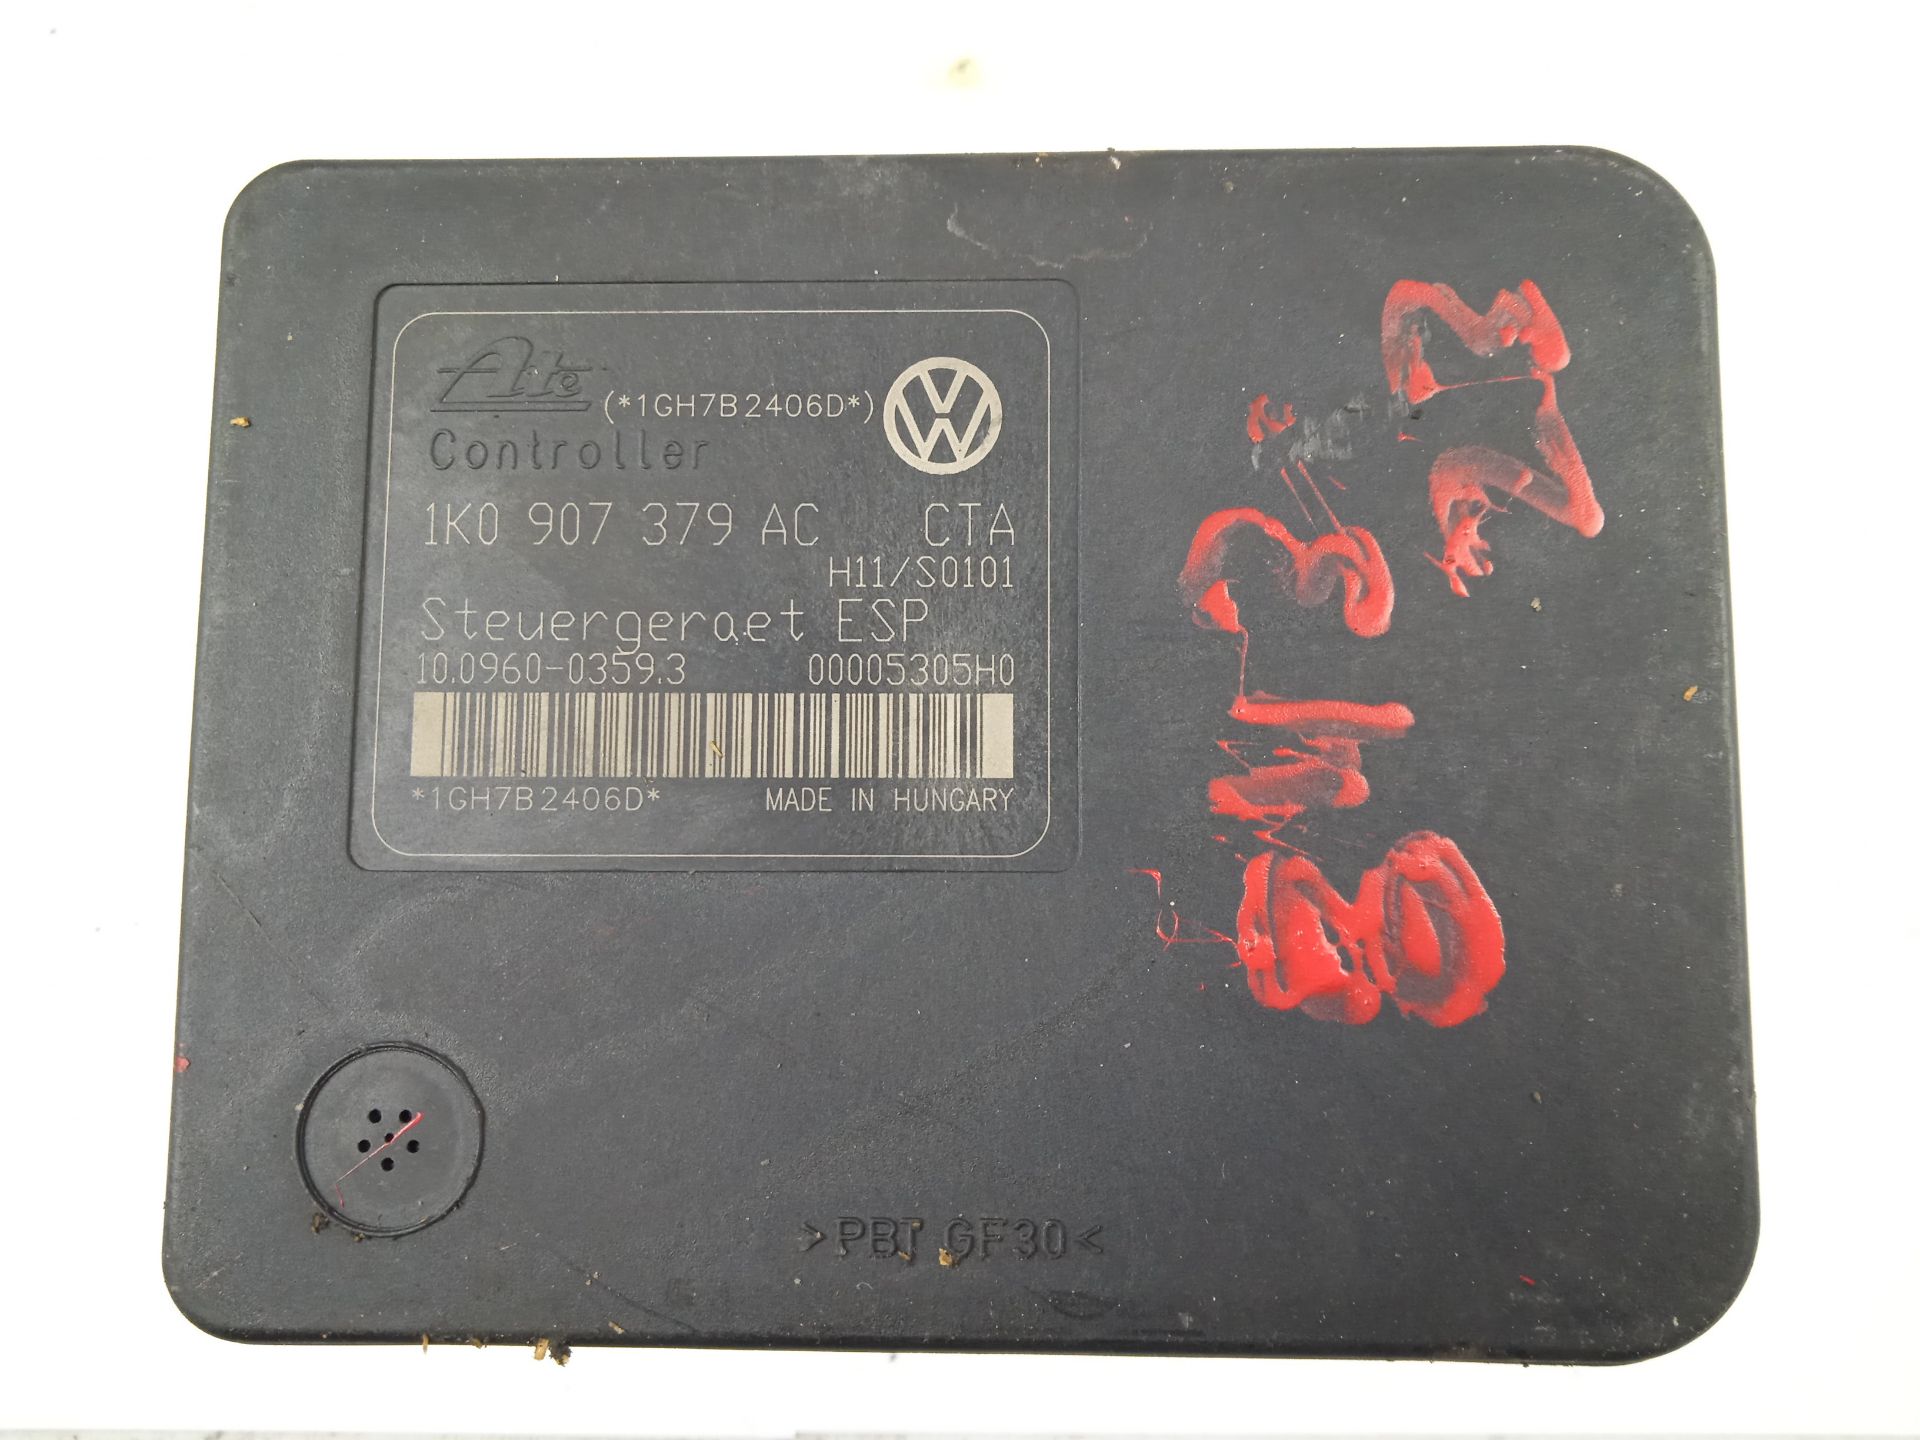 Ate
(*1GH7B2406D*)
Controller
1K0 907 379 AC CTA
H11/S0101
Steuergeraet ESP
10.0960-0359.3 00005305H0
*1GH7B2406D* MADE IN HUNGARY
>PBT GF30<